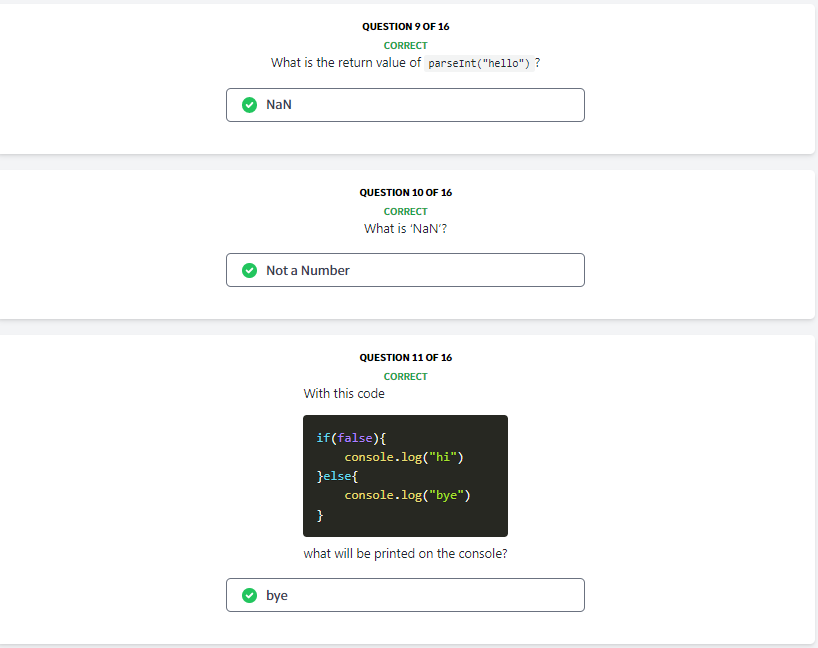 QUESTION 9 OF 16
CORRECT
What is the return value of parseInt("hello") ?
NaN
QUESTION 10 OF 16
CORRECT
What is ‘NaN’?
Not a Number
QUESTION 11 OF 16
CORRECT
With this code
if(false){
    console.log("hi")
}else{
    console.log("bye")
}
what will be printed on the console?
bye